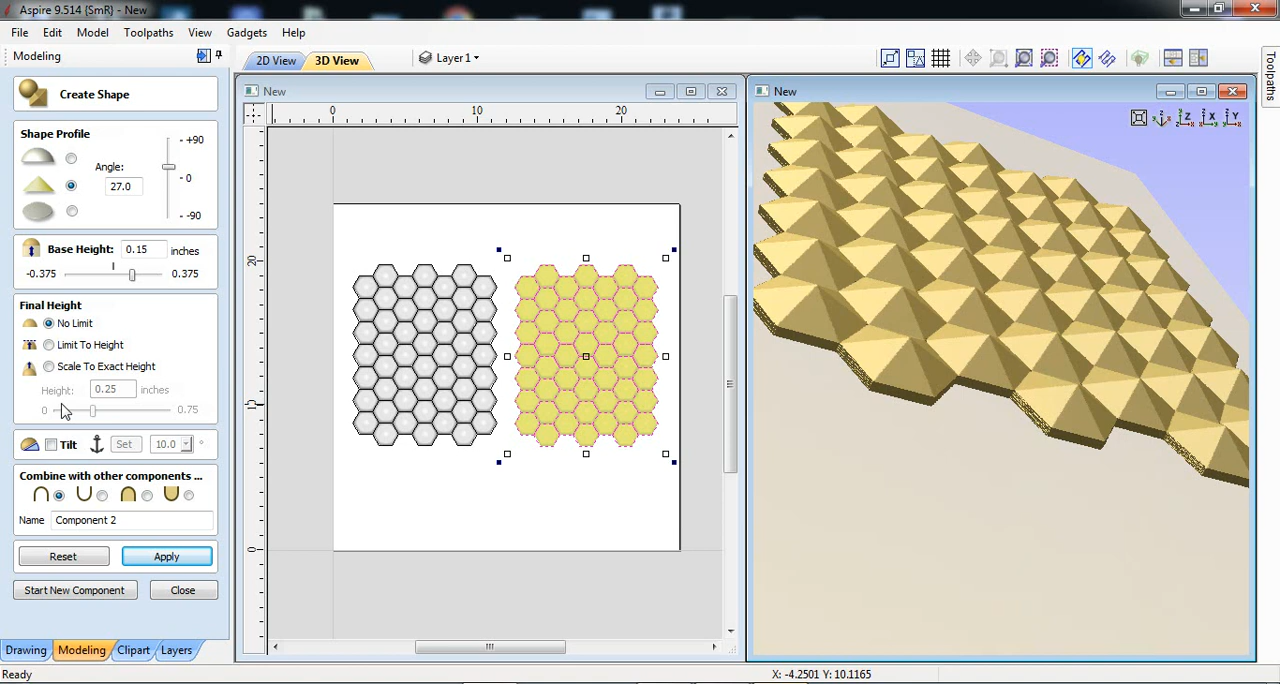 Aspire 9.514 {SmR} - New
File Edit Model Toolpaths View Gadgets Help
Modeling
2D View 3D View Layer 1
Create Shape
New
New
Toolpaths
0 10 20
Shape Profile
Angle:
27.0
+90
0
-90
Z X Y
Base Height: 0.15 inches
-0.375 0.375
20
10
0
Final Height
No Limit
Limit To Height
Scale To Exact Height
Height: 0.25 inches
0 0.75
Tilt Set 10.0 °
Combine with other components ...
Name Component 2
Reset Apply
Start New Component Close
Drawing Modeling Clipart Layers
Ready X: -4.2501 Y: 10.1165